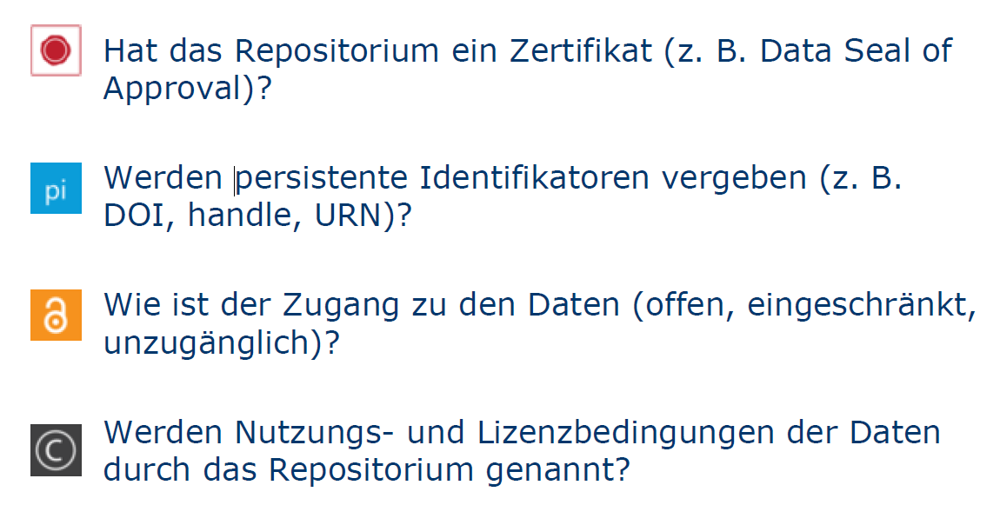 Hat das Repositorium ein Zertifikat (z. B. Data Seal of
Approval)?
pi
Werden persistente Identifikatoren vergeben (z. B.
DOI, handle, URN)?
Wie ist der Zugang zu den Daten (offen, eingeschränkt,
unzugänglich)?
©
Werden Nutzungs- und Lizenzbedingungen der Daten
durch das Repositorium genannt?